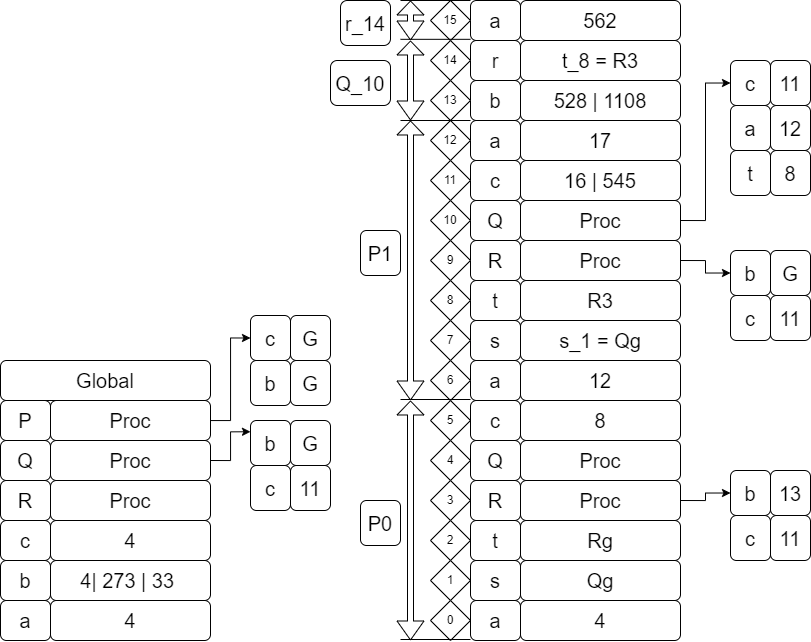 r_14
15 a 562
14 r t_8 = R3
Q_10
13 b 528 | 1108
12 a 17
11 c 16 | 545
10 Q Proc
c 11
a 12
t 8
P1
9 R Proc
b G
c 11
8 t R3
7 s s_1 = Qg
6 a 12
P0
5 c 8
4 Q Proc
3 R Proc
b 13
c 11
2 t Rg
1 s Qg
0 a 4
Global
P Proc
c G
b G
Q Proc
b G
c 11
R Proc
c 4
b 4| 273 | 33
a 4